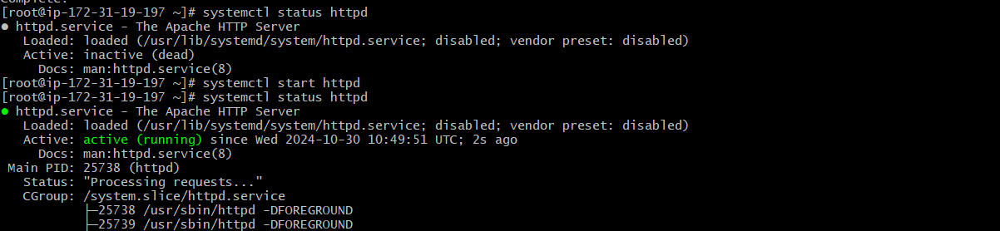 Complete!
[root@ip-172-31-19-197 ~]# systemctl status httpd
● httpd.service - The Apache HTTP Server
   Loaded: loaded (/usr/lib/systemd/system/httpd.service; disabled; vendor preset: disabled)
   Active: inactive (dead)
     Docs: man:httpd.service(8)
[root@ip-172-31-19-197 ~]# systemctl start httpd
[root@ip-172-31-19-197 ~]# systemctl status httpd
● httpd.service - The Apache HTTP Server
   Loaded: loaded (/usr/lib/systemd/system/httpd.service; disabled; vendor preset: disabled)
   Active: active (running) since Wed 2024-10-30 10:49:51 UTC; 2s ago
     Docs: man:httpd.service(8)
 Main PID: 25738 (httpd)
   Status: "Processing requests..."
   CGroup: /system.slice/httpd.service
           ├─25738 /usr/sbin/httpd -DFOREGROUND
           ├─25739 /usr/sbin/httpd -DFOREGROUND